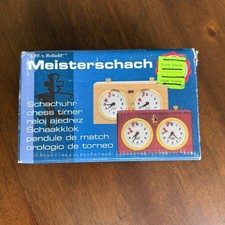 Meisterschach
Schachuhr
chess timer
reloj ajedrez
Schaakklok
pendule de match
orologio de torneo